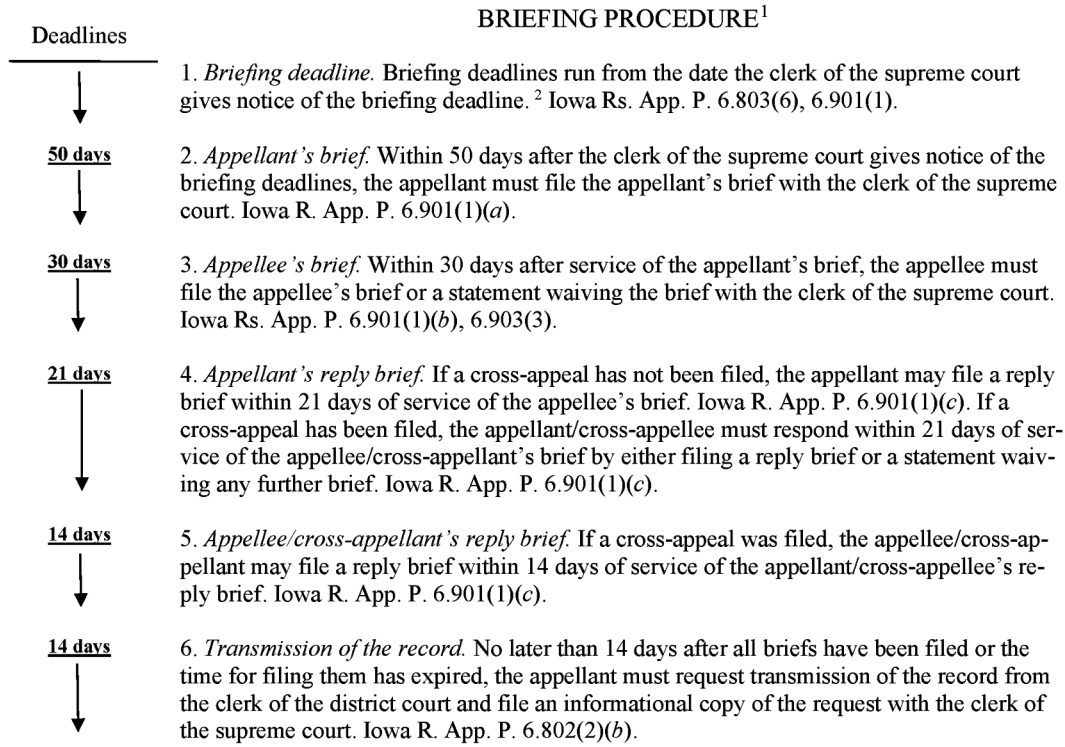 BRIEFING PROCEDURE1
Deadlines
1. Briefing deadline. Briefing deadlines run from the date the clerk of the supreme court
gives notice of the briefing deadline. 2 Iowa Rs. App. P. 6.803(6), 6.901(1).
50 days
2. Appellant’s brief. Within 50 days after the clerk of the supreme court gives notice of the
briefing deadlines, the appellant must file the appellant’s brief with the clerk of the supreme
court. Iowa R. App. P. 6.901(1)(a).
30 days
3. Appellee’s brief. Within 30 days after service of the appellant’s brief, the appellee must
file the appellee’s brief or a statement waiving the brief with the clerk of the supreme court.
Iowa Rs. App. P. 6.901(1)(b), 6.903(3).
21 days
4. Appellant’s reply brief. If a cross-appeal has not been filed, the appellant may file a reply
brief within 21 days of service of the appellee’s brief. Iowa R. App. P. 6.901(1)(c). If a
cross-appeal has been filed, the appellant/cross-appellee must respond within 21 days of ser-
vice of the appellee/cross-appellant’s brief by either filing a reply brief or a statement waiv-
ing any further brief. Iowa R. App. P. 6.901(1)(c).
14 days
5. Appellee/cross-appellant’s reply brief. If a cross-appeal was filed, the appellee/cross-ap-
pellant may file a reply brief within 14 days of service of the appellant/cross-appellee’s re-
ply brief. Iowa R. App. P. 6.901(1)(c).
14 days
6. Transmission of the record. No later than 14 days after all briefs have been filed or the
time for filing them has expired, the appellant must request transmission of the record from
the clerk of the district court and file an informational copy of the request with the clerk of
the supreme court. Iowa R. App. P. 6.802(2)(b).